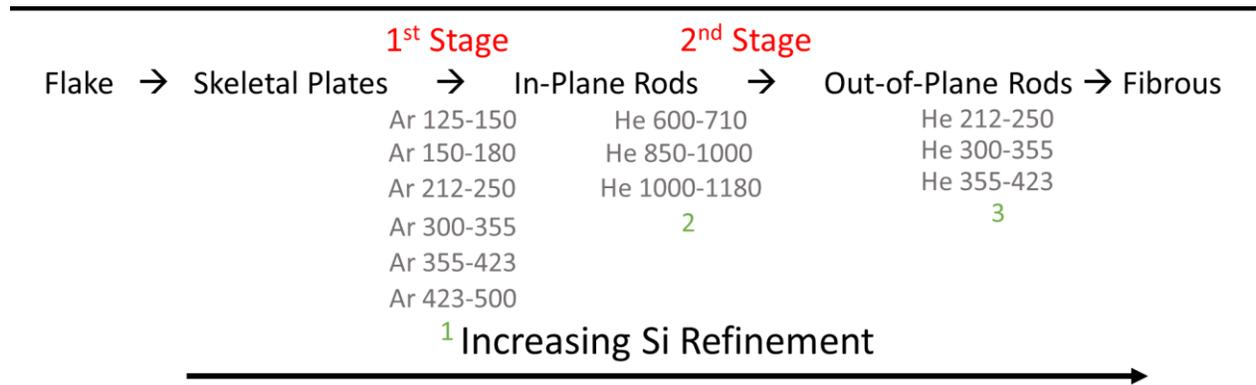 1st Stage 2nd Stage
Flake → Skeletal Plates → In-Plane Rods → Out-of-Plane Rods → Fibrous
Ar 125-150 He 600-710 He 212-250
Ar 150-180 He 850-1000 He 300-355
Ar 212-250 He 1000-1180 He 355-423
Ar 300-355 2 3
Ar 355-423
Ar 423-500
1 Increasing Si Refinement